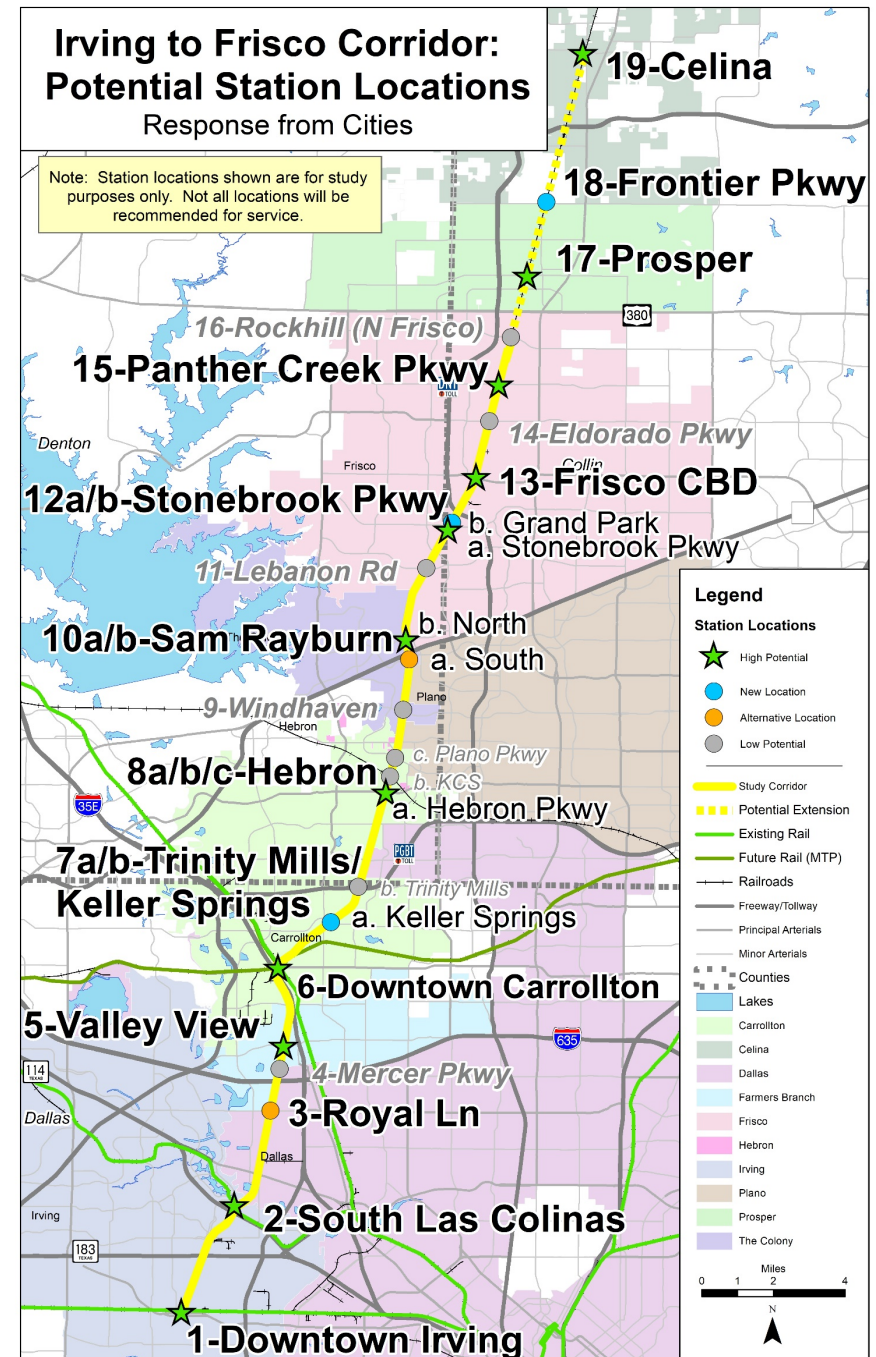 Irving to Frisco Corridor:
Potential Station Locations
Response from Cities
Note: Station locations shown are for study
purposes only. Not all locations will be
recommended for service.
19-Celina
18-Frontier Pkwy
17-Prosper
380
16-Rockhill (N Frisco)
15-Panther Creek Pkwy
DNT
TOLL
14-Eldorado Pkwy
Denton
Frisco
Collin
13-Frisco CBD
12a/b-Stonebrook Pkwy
b. Grand Park
a. Stonebrook Pkwy
11-Lebanon Rd
b. North
10a/b-Sam Rayburn
a. South
Plano
9-Windhaven
Hebron
c. Plano Pkwy
8a/b/c-Hebron
b. KCS
a. Hebron Pkwy
35E
PGBT
TOLL
7a/b-Trinity Mills/
Keller Springs
b. Trinity Mills
a. Keller Springs
Carrollton
6-Downtown Carrollton
5-Valley View
635
114
TEXAS
4-Mercer Pkwy
Dallas
3-Royal Ln
Dallas
Irving
2-South Las Colinas
183
TEXAS
1-Downtown Irving
Legend
Station Locations
High Potential
New Location
Alternative Location
Low Potential
Study Corridor
Potential Extension
Existing Rail
Future Rail (MTP)
Railroads
Freeway/Tollway
Principal Arterials
Minor Arterials
Counties
Lakes
Carrollton
Celina
Dallas
Farmers Branch
Frisco
Hebron
Irving
Plano
Prosper
The Colony
Miles
0 1 2 4
N